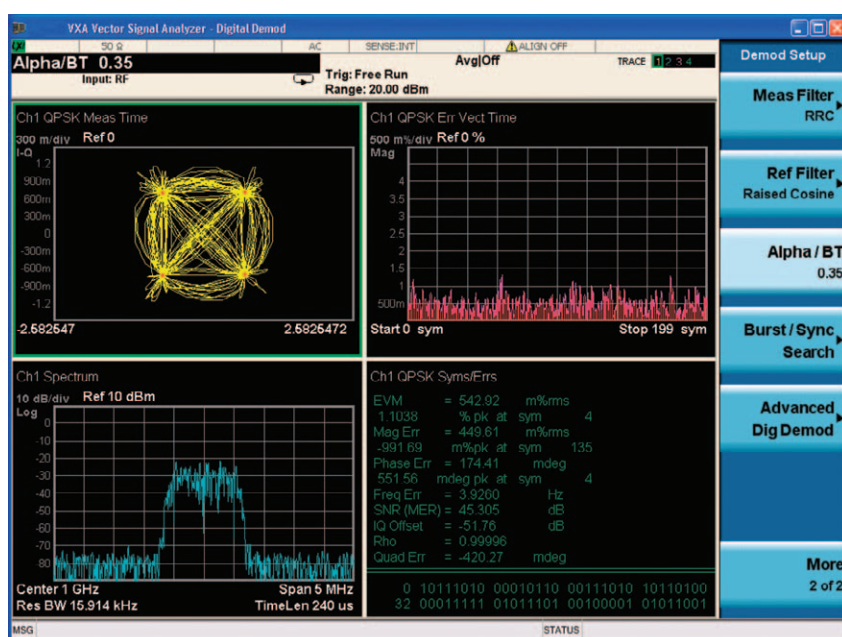 VXA Vector Signal Analyzer - Digital Demod
50 Ω AC SENSE:INT ALIGN OFF
Alpha/BT 0.35
Input: RF
Trig: Free Run
Range: 20.00 dBm
Avg|Off
TRACE 1 2 3 4
Ch1 QPSK Meas Time
300 m/div Ref 0
I-Q
1.2
900m
600m
300m
0
-300m
-600m
-900m
-1.2
-2.582547 2.5825472
Ch1 QPSK Err Vect Time
500 m%/div Ref 0 %
Mag
4
3.5
3
2.5
2
1.5
1
500m
Start 0 sym Stop 199 sym
Ch1 Spectrum
10 dB/div Ref 10 dBm
Log
0
-10
-20
-30
-40
-50
-60
-70
-80
Center 1 GHz Span 5 MHz
Res BW 15.914 kHz TimeLen 240 us
Ch1 QPSK Syms/Errs
EVM = 542.92 m%rms
1.1038 % pk at sym 4
Mag Err = 449.61 m%rms
-991.69 m%pk at sym 135
Phase Err = 174.41 mdeg
551.56 mdeg pk at sym 4
Freq Err = 3.9260 Hz
SNR (MER) = 45.305 dB
IQ Offset = -51.76 dB
Rho = 0.99996
Quad Err = -420.27 mdeg
0 10111010 00010110 00111010 10110100
32 00011111 01011101 00100001 01011001
Demod Setup
Meas Filter
RRC
Ref Filter
Raised Cosine
Alpha / BT
0.35
Burst / Sync
Search
Advanced
Dig Demod
More
2 of 2
MSG STATUS